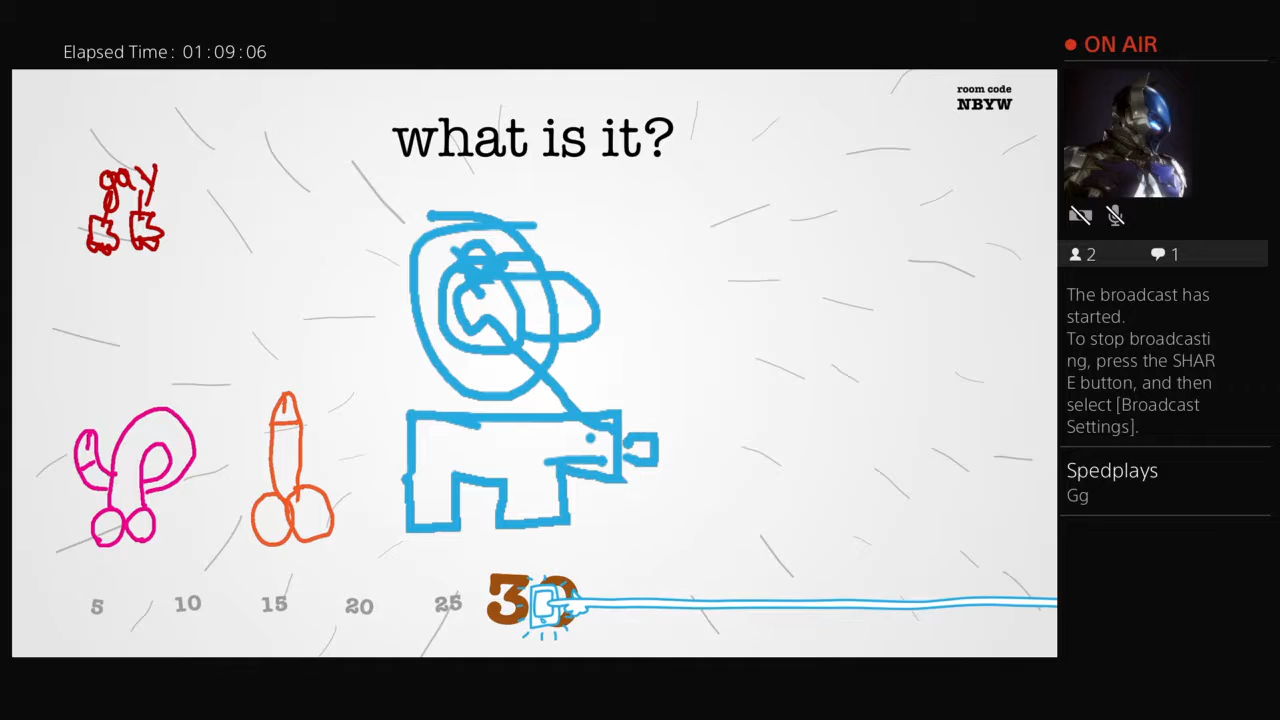 Elapsed Time: 01:09:06
ON AIR
room code
NBYW
what is it?
gay
2
1
The broadcast has
started.
To stop broadcasti
ng, press the SHAR
E button, and then
select [Broadcast
Settings].
Spedplays
Gg
5 10 15 20 25 30